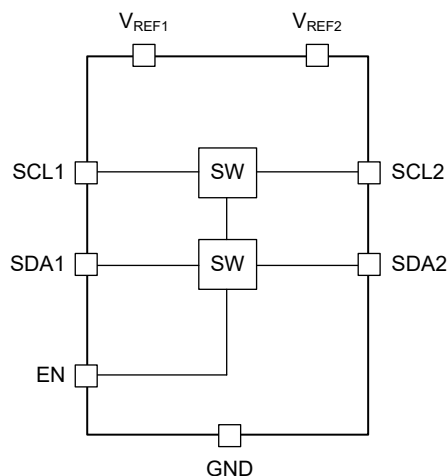 VREF1 VREF2
SCL1 SW SCL2
SDA1 SW SDA2
EN
GND